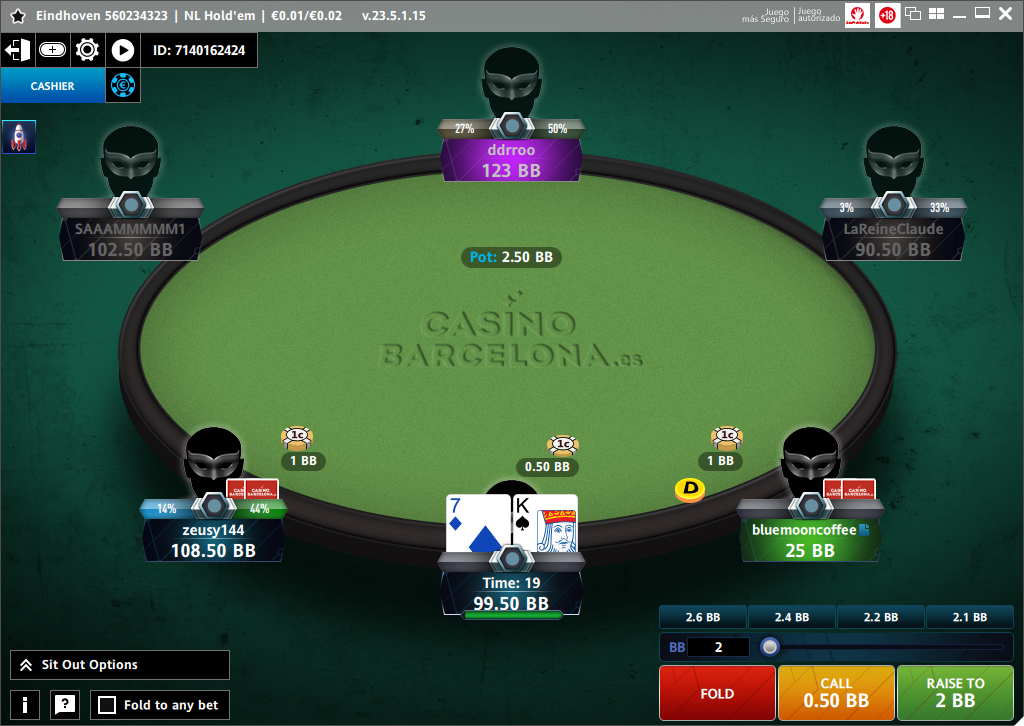 Eindhoven 560234323 | NL Hold'em | €0.01/€0.02 v.23.5.1.15
Juego
más Seguro
Juego
autorizado
+18
ID: 7140162424
CASHIER
27% 50%
ddrroo
123 BB
SAAAMMMMM1
102.50 BB
3% 33%
LaReineClaude
90.50 BB
Pot: 2.50 BB
CASINO
BARCELONA.es
1c
1 BB
1c
0.50 BB
1c
1 BB
D
14% 44%
zeusy144
108.50 BB
7 K
Time: 19
99.50 BB
bluemooncoffee
25 BB
2.6 BB 2.4 BB 2.2 BB 2.1 BB
BB 2
Sit Out Options
i ? Fold to any bet
FOLD
CALL
0.50 BB
RAISE TO
2 BB